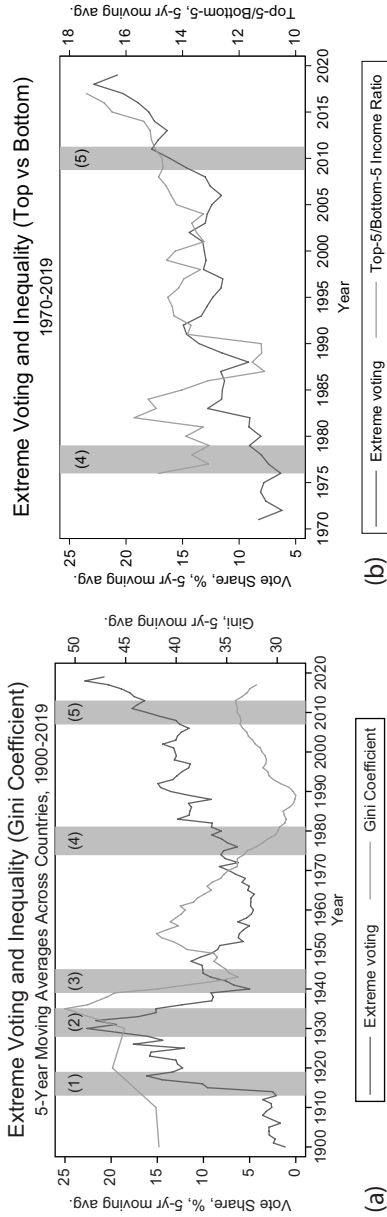 Extreme Voting and Inequality (Gini Coefficient)
5-Year Moving Averages Across Countries, 1900-2019
Vote Share, %, 5-yr moving avg.
25
20
15
10
5
0
(1)
(2)
(3)
(4)
(5)
Gini, 5-yr moving avg.
50
45
40
35
30
1900 1910 1920 1930 1940 1950 1960 1970 1980 1990 2000 2010 2020
Year
Extreme voting
Gini Coefficient
(a)
Extreme Voting and Inequality (Top vs Bottom)
1970-2019
Vote Share, %, 5-yr moving avg.
25
20
15
10
5
(4)
(5)
Top-5/Bottom-5, 5-yr moving avg.
18
16
14
12
10
1970 1975 1980 1985 1990 1995 2000 2005 2010 2015 2020
Year
Extreme voting
Top-5/Bottom-5 Income Ratio
(b)